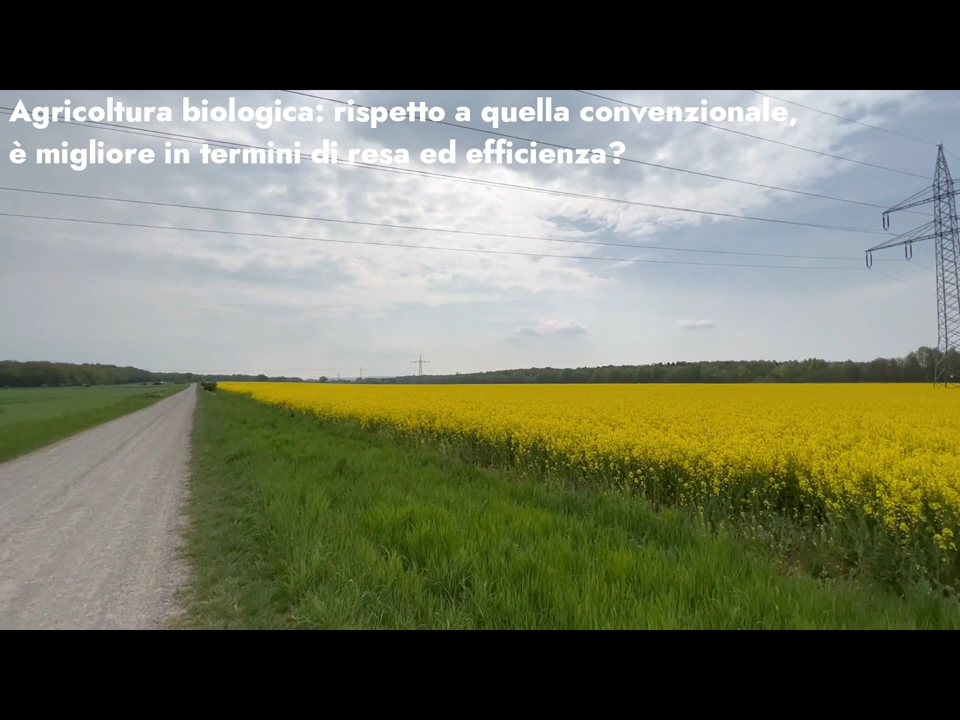 Agricoltura biologica: rispetto a quella convenzionale,
è migliore in termini di resa ed efficienza?